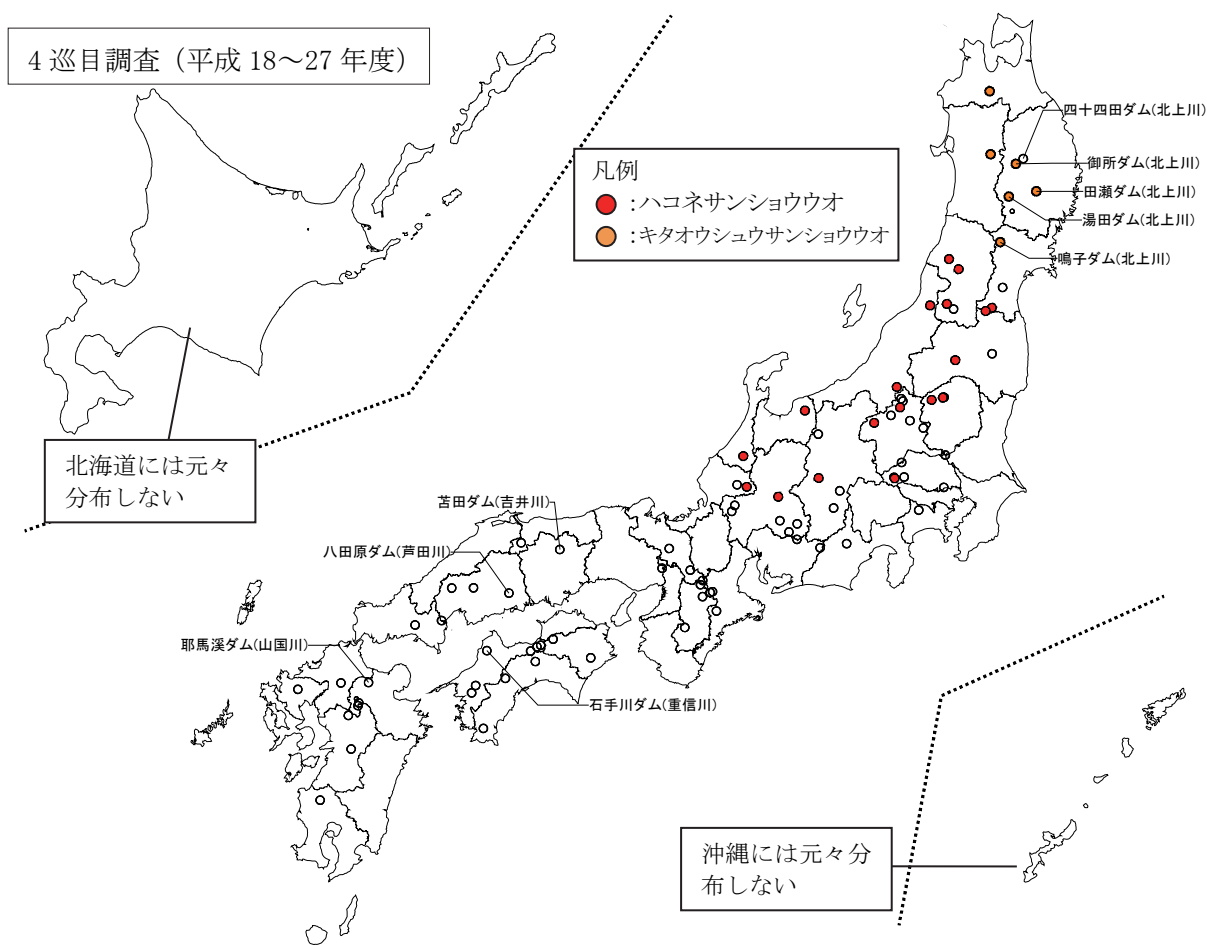 4巡目調査（平成18～27年度）
四十四田ダム(北上川)
凡例
御所ダム(北上川)
：ハコネサンショウウオ
田瀬ダム(北上川)
湯田ダム(北上川)
：キタオウシュウサンショウウオ
鳴子ダム(北上川)
北海道には元々
分布しない
苫田ダム(吉井川)
八田原ダム(芦田川)
耶馬溪ダム(山国川)
石手川ダム(重信川)
沖縄には元々分
布しない